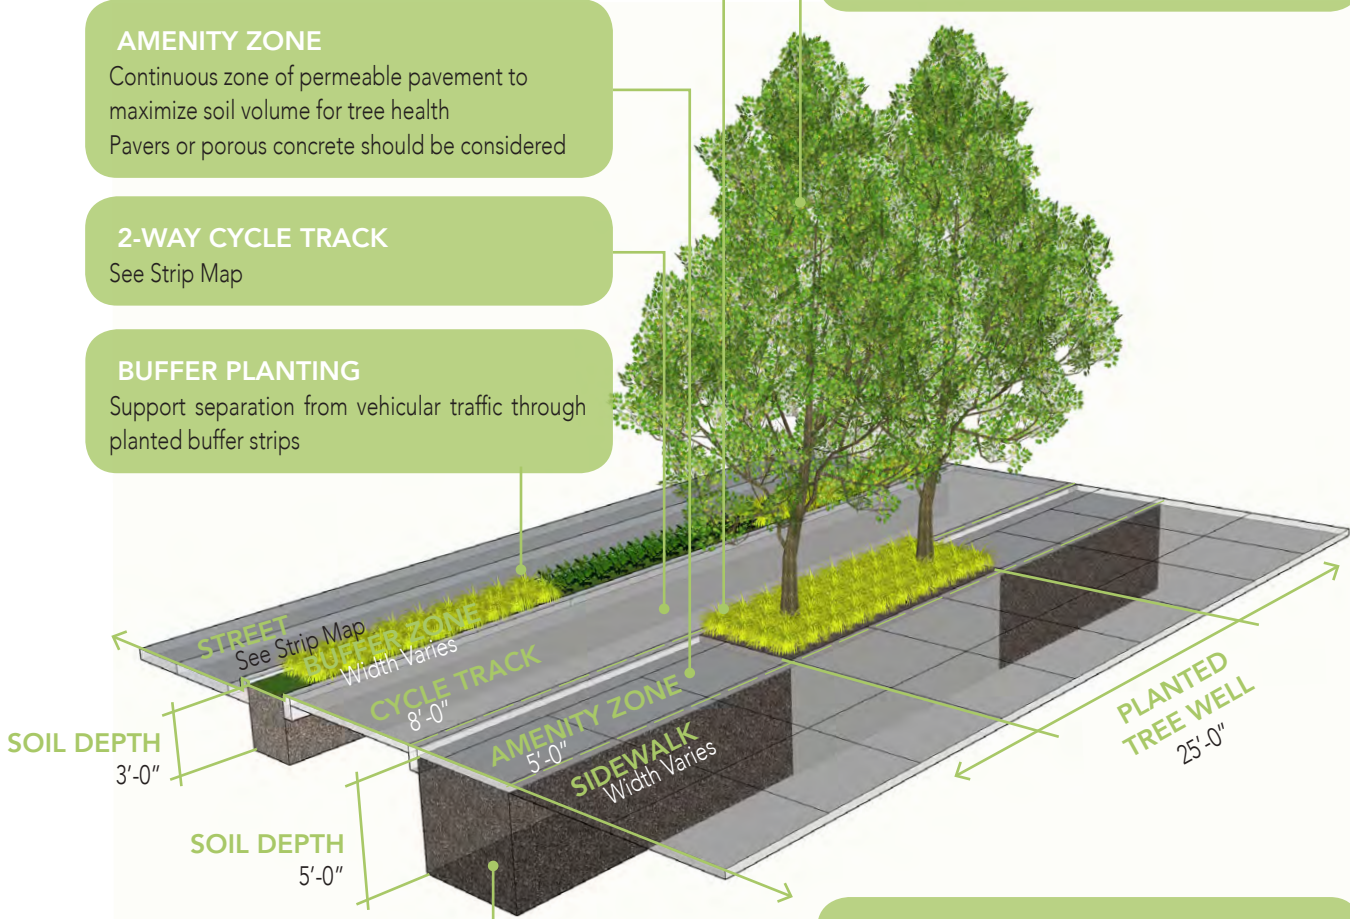 AMENITY ZONE
Continuous zone of permeable pavement to
maximize soil volume for tree health
Pavers or porous concrete should be considered
2-WAY CYCLE TRACK
See Strip Map
BUFFER PLANTING
Support separation from vehicular traffic through
planted buffer strips
STREET
See Strip Map
BUFFER ZONE
Width Varies
CYCLE TRACK
8'-0"
AMENITY ZONE
5'-0"
SIDEWALK
Width Varies
PLANTED
TREE WELL
25'-0"
SOIL DEPTH
3'-0"
SOIL DEPTH
5'-0"